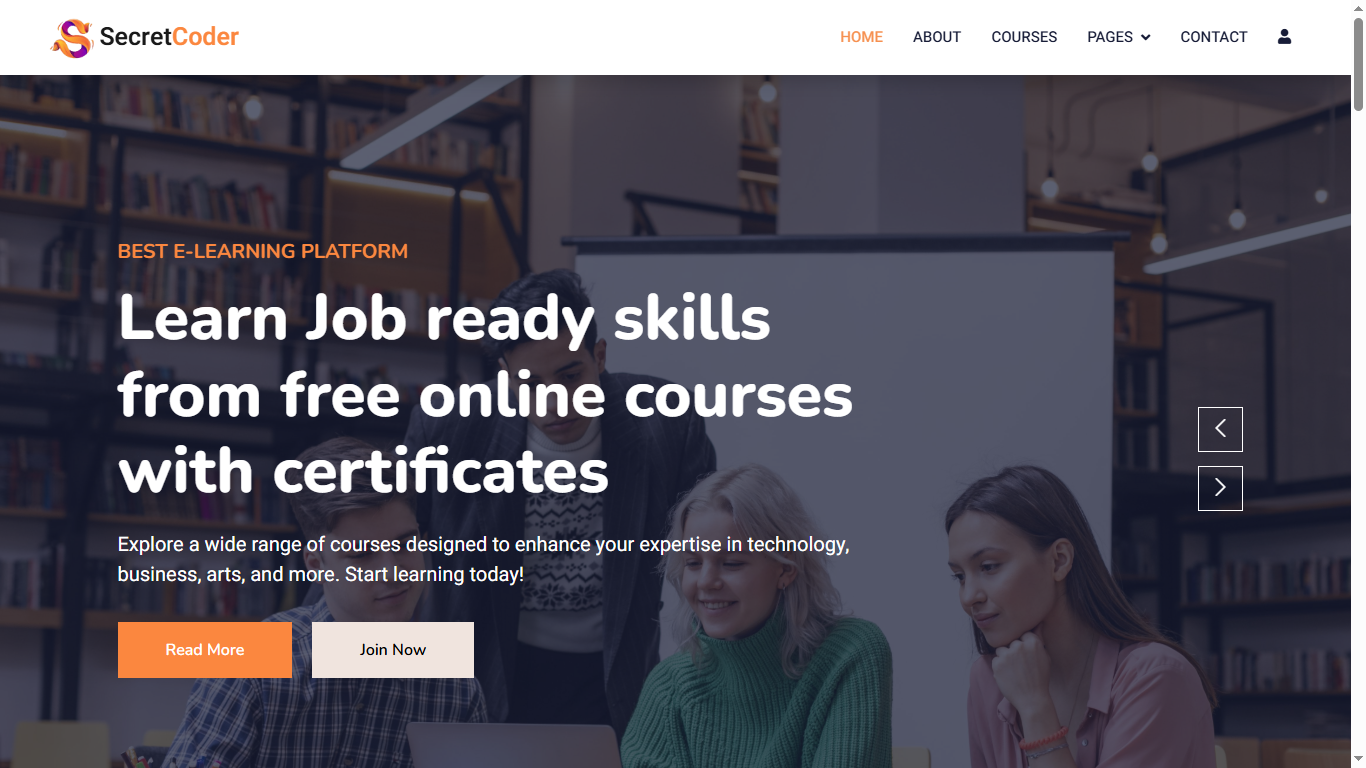 SecretCoder
HOME ABOUT COURSES PAGES CONTACT
BEST E-LEARNING PLATFORM
Learn Job ready skills
from free online courses
with certificates
Explore a wide range of courses designed to enhance your expertise in technology,
business, arts, and more. Start learning today!
Read More Join Now